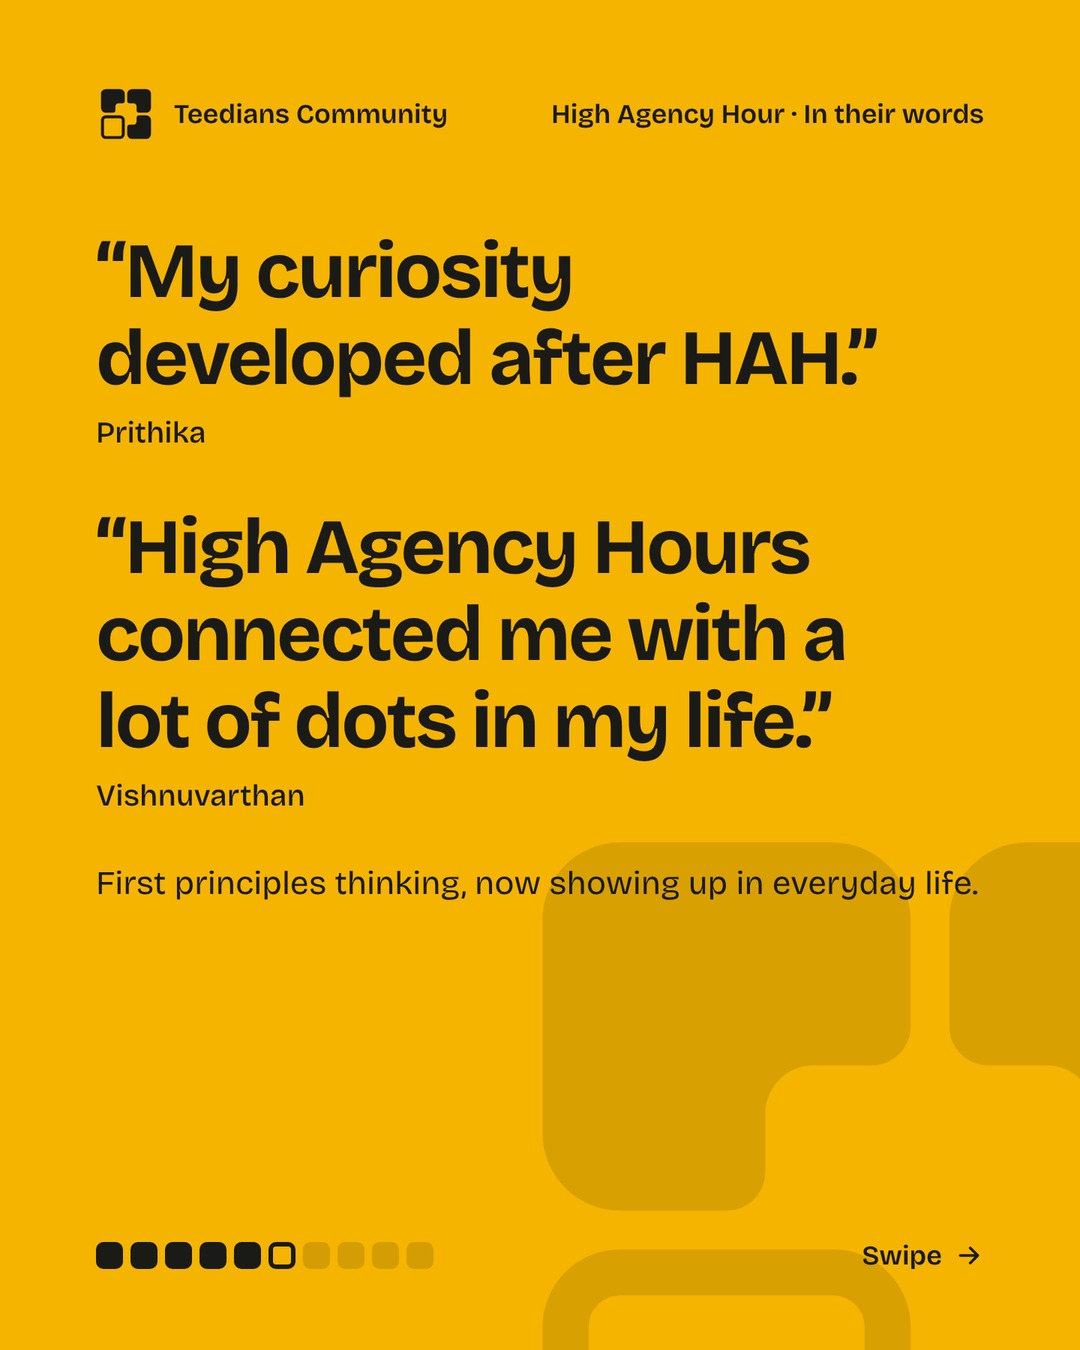 Teedians Community
High Agency Hour · In their words
“My curiosity
developed after HAH.”
Prithika
“High Agency Hours
connected me with a
lot of dots in my life.”
Vishnuvarthan
First principles thinking, now showing up in everyday life.
Swipe →